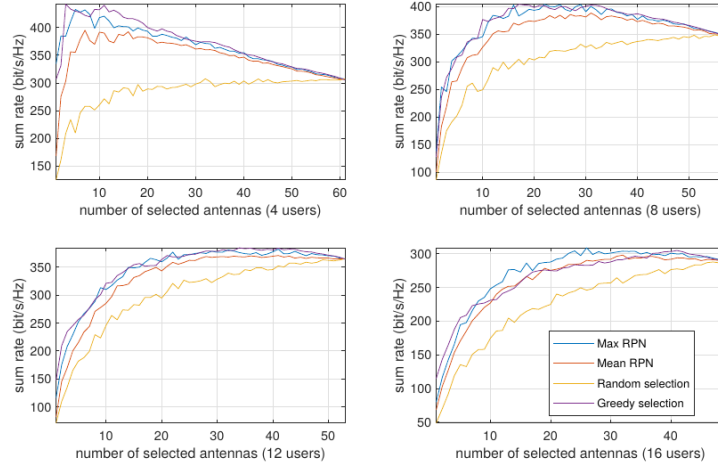 400
350
300
250
200
150
sum rate (bit/s/Hz)
10 20 30 40 50 60
number of selected antennas (4 users)
400
350
300
250
200
150
100
sum rate (bit/s/Hz)
10 20 30 40 50
number of selected antennas (8 users)
350
300
250
200
150
100
sum rate (bit/s/Hz)
10 20 30 40 50
number of selected antennas (12 users)
300
250
200
150
100
50
sum rate (bit/s/Hz)
10 20 30 40
number of selected antennas (16 users)
Max RPN
Mean RPN
Random selection
Greedy selection